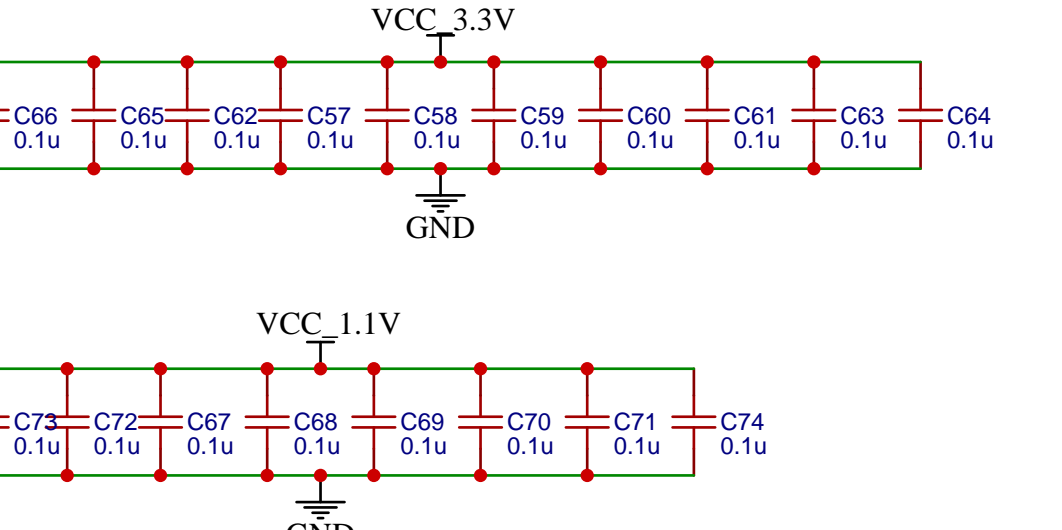 VCC_3.3V
C66 C65 C62 C57 C58 C59 C60 C61 C63 C64
0.1u 0.1u 0.1u 0.1u 0.1u 0.1u 0.1u 0.1u 0.1u 0.1u
GND
VCC_1.1V
C73 C72 C67 C68 C69 C70 C71 C74
0.1u 0.1u 0.1u 0.1u 0.1u 0.1u 0.1u 0.1u
GND